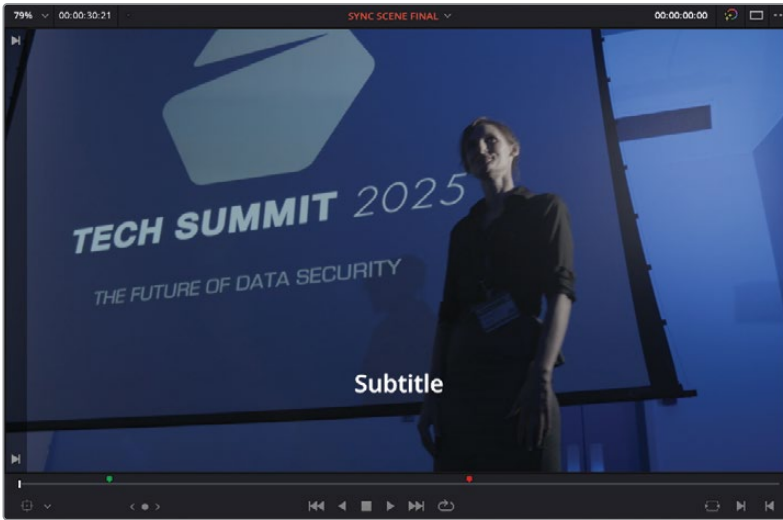 79% 00:00:30:21 SYNC SCENE FINAL 00:00:00:00
TECH SUMMIT 2025
THE FUTURE OF DATA SECURITY
Subtitle